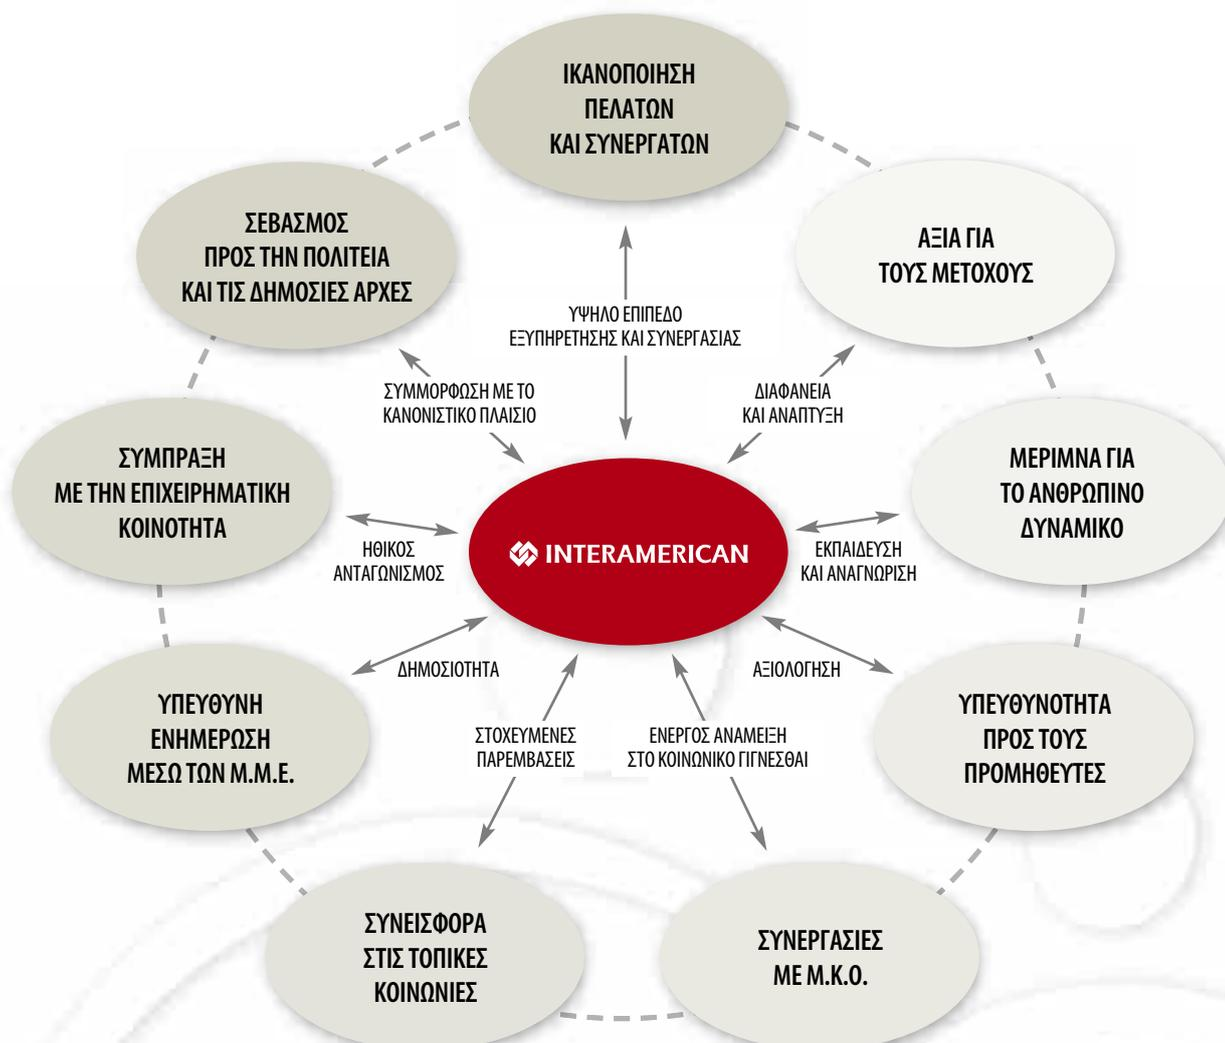 ΙΚΑΝΟΠΟΙΗΣΗ
ΠΕΛΑΤΩΝ
ΚΑΙ ΣΥΝΕΡΓΑΤΩΝ
ΣΕΒΑΣΜΟΣ
ΠΡΟΣ ΤΗΝ ΠΟΛΙΤΕΙΑ
ΚΑΙ ΤΙΣ ΔΗΜΟΣΙΕΣ ΑΡΧΕΣ
ΑΞΙΑ ΓΙΑ
ΤΟΥΣ ΜΕΤΟΧΟΥΣ
ΥΨΗΛΟ ΕΠΙΠΕΔΟ
ΕΞΥΠΗΡΕΤΗΣΗΣ ΚΑΙ ΣΥΝΕΡΓΑΣΙΑΣ
ΣΥΜΜΟΡΦΩΣΗ ΜΕ ΤΟ
ΚΑΝΟΝΙΣΤΙΚΟ ΠΛΑΙΣΙΟ
ΔΙΑΦΑΝΕΙΑ
ΚΑΙ ΑΝΑΠΤΥΞΗ
ΣΥΜΠΡΑΞΗ
ΜΕ ΤΗΝ ΕΠΙΧΕΙΡΗΜΑΤΙΚΗ
ΚΟΙΝΟΤΗΤΑ
ΜΕΡΙΜΝΑ ΓΙΑ
ΤΟ ΑΝΘΡΩΠΙΝΟ
ΔΥΝΑΜΙΚΟ
ΗΘΙΚΟΣ
ΑΝΤΑΓΩΝΙΣΜΟΣ
INTERAMERICAN
ΕΚΠΑΙΔΕΥΣΗ
ΚΑΙ ΑΝΑΓΝΩΡΙΣΗ
ΔΗΜΟΣΙΟΤΗΤΑ
ΑΞΙΟΛΟΓΗΣΗ
ΥΠΕΥΘΥΝΗ
ΕΝΗΜΕΡΩΣΗ
ΜΕΣΩ ΤΩΝ Μ.Μ.Ε.
ΣΤΟΧΕΥΜΕΝΕΣ
ΠΑΡΕΜΒΑΣΕΙΣ
ΕΝΕΡΓΟΣ ΑΝΑΜΕΙΞΗ
ΣΤΟ ΚΟΙΝΩΝΙΚΟ ΓΙΓΝΕΣΘΑΙ
ΥΠΕΥΘΥΝΟΤΗΤΑ
ΠΡΟΣ ΤΟΥΣ
ΠΡΟΜΗΘΕΥΤΕΣ
ΣΥΝΕΙΣΦΟΡΑ
ΣΤΙΣ ΤΟΠΙΚΕΣ
ΚΟΙΝΩΝΙΕΣ
ΣΥΝΕΡΓΑΣΙΕΣ
ΜΕ Μ.Κ.Ο.